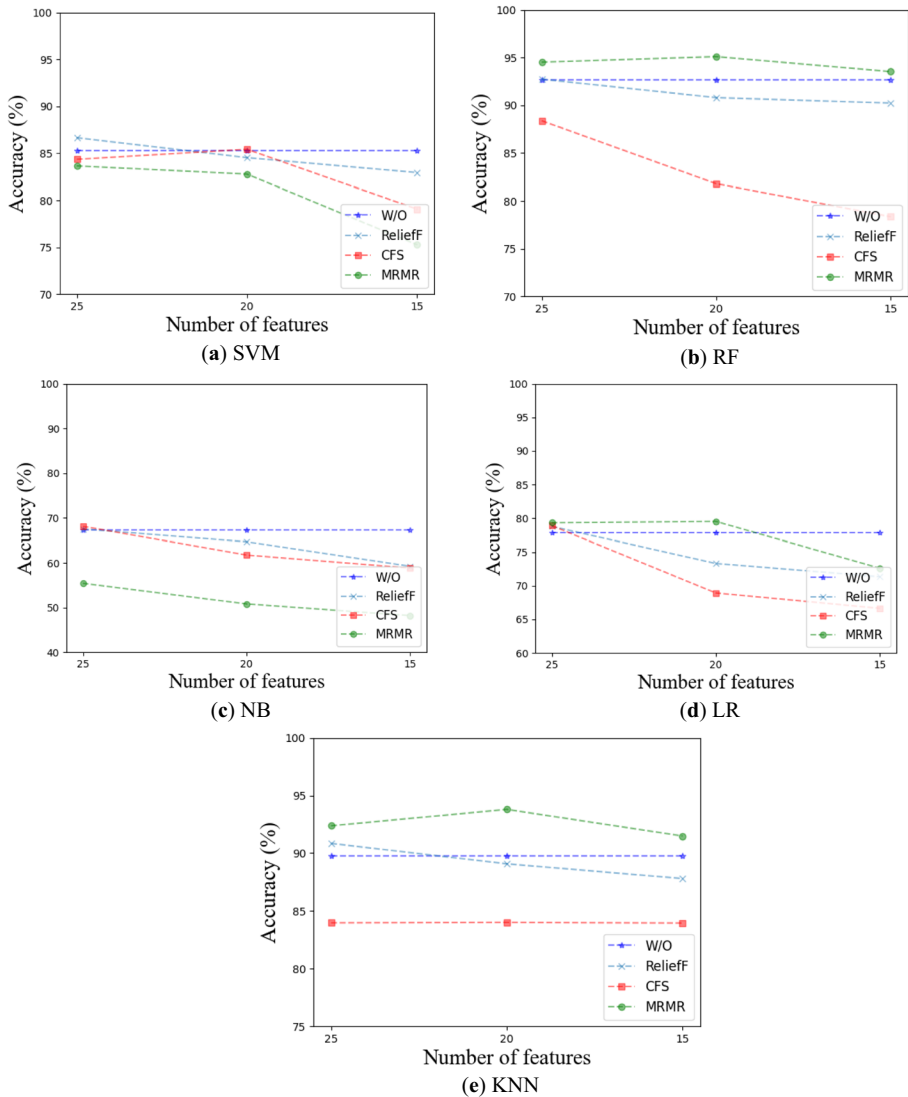 100
95
90
85
80
75
70
Accuracy (%)
W/O
ReliefF
CFS
MRMR
25
20
15
Number of features
(a) SVM
100
95
90
85
80
75
70
Accuracy (%)
W/O
ReliefF
CFS
MRMR
25
20
15
Number of features
(b) RF
100
90
80
70
60
50
40
Accuracy (%)
W/O
ReliefF
CFS
MRMR
25
20
15
Number of features
(c) NB
100
95
90
85
80
75
70
65
60
Accuracy (%)
W/O
ReliefF
CFS
MRMR
25
20
15
Number of features
(d) LR
100
95
90
85
80
75
Accuracy (%)
W/O
ReliefF
CFS
MRMR
25
20
15
Number of features
(e) KNN